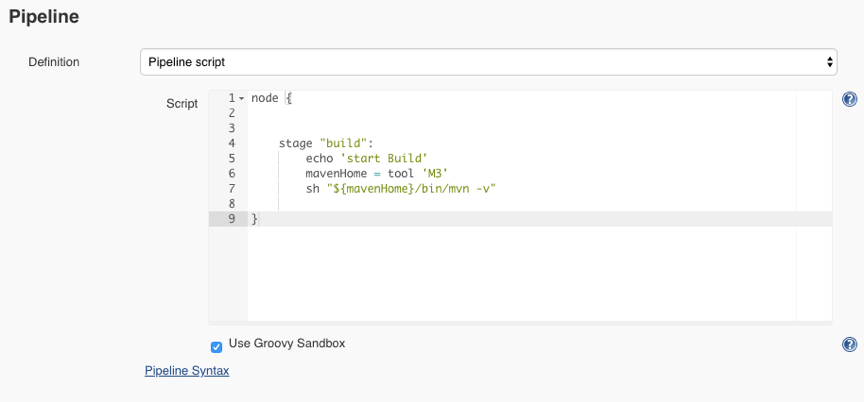 Pipeline
Definition
Pipeline script
Script
1 node {
2
3
4     stage "build":
5         echo 'start Build'
6         mavenHome = tool 'M3'
7         sh "${mavenHome}/bin/mvn -v"
8
9 }
Use Groovy Sandbox
Pipeline Syntax